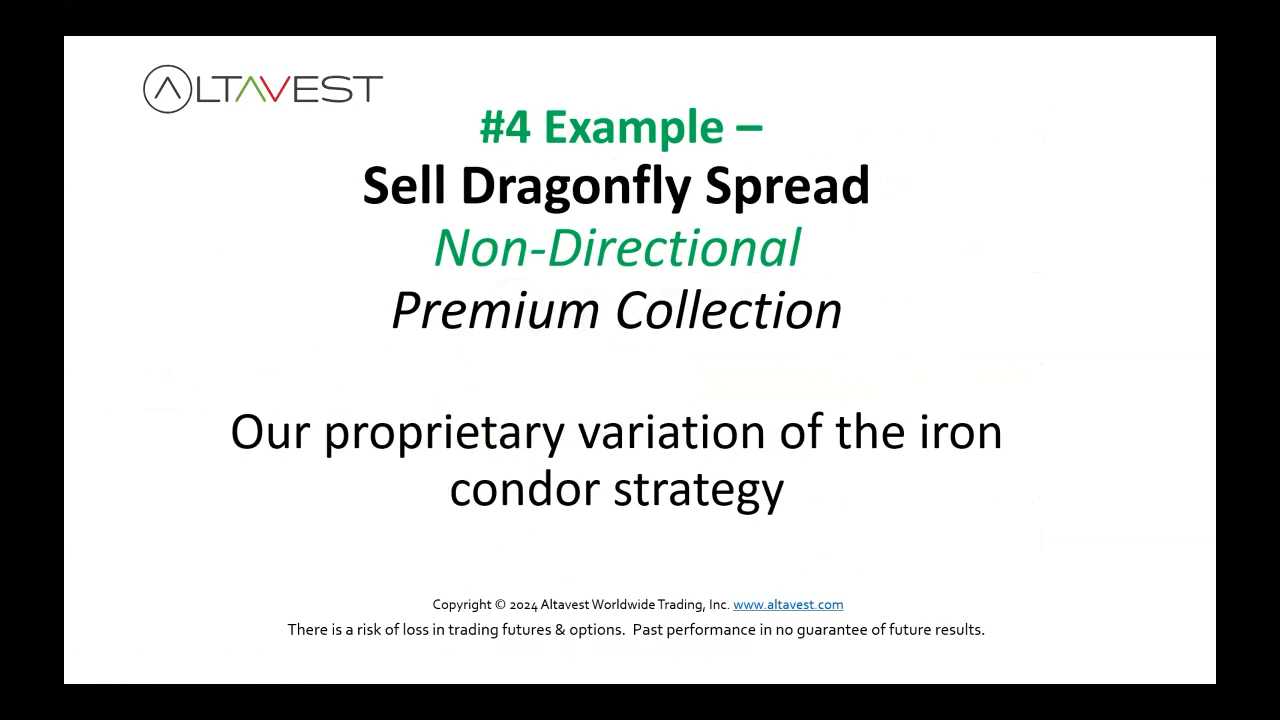 ALTAVEST
#4 Example –
Sell Dragonfly Spread
Non-Directional
Premium Collection
Our proprietary variation of the iron
condor strategy
Copyright © 2024 Altavest Worldwide Trading, Inc. www.altavest.com
There is a risk of loss in trading futures & options. Past performance in no guarantee of future results.